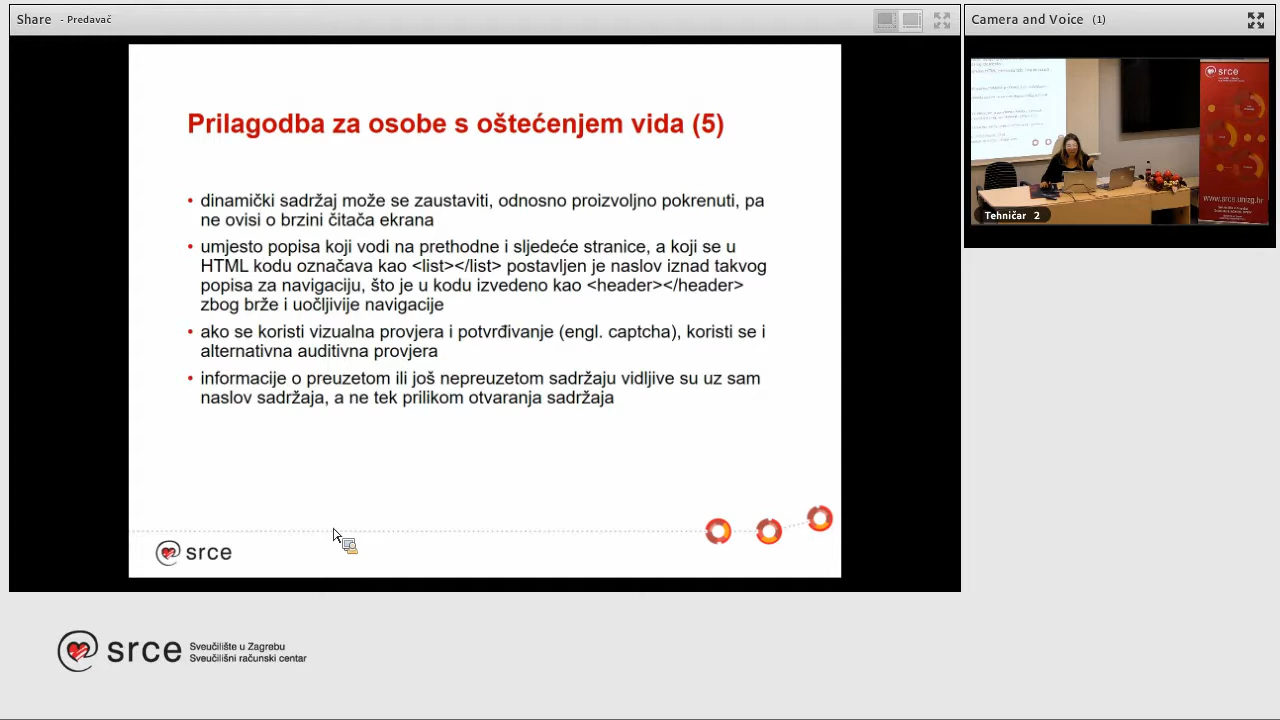 Share - Predavač
Camera and Voice (1)
Prilagodba za osobe s oštećenjem vida (5)
• dinamički sadržaj može se zaustaviti, odnosno proizvoljno pokrenuti, pa
ne ovisi o brzini čitača ekrana
• umjesto popisa koji vodi na prethodne i sljedeće stranice, a koji se u
HTML kodu označava kao <list></list> postavljen je naslov iznad takvog
popisa za navigaciju, što je u kodu izvedeno kao <header></header>
zbog brže i uočljivije navigacije
• ako se koristi vizualna provjera i potvrđivanje (engl. captcha), koristi se i
alternativna auditivna provjera
• informacije o preuzetom ili još nepreuzetom sadržaju vidljive su uz sam
naslov sadržaja, a ne tek prilikom otvaranja sadržaja
srce
srce
www.srce.unizg.hr
Tehničar 2
srce
Sveučilište u Zagrebu
Sveučilišni računski centar